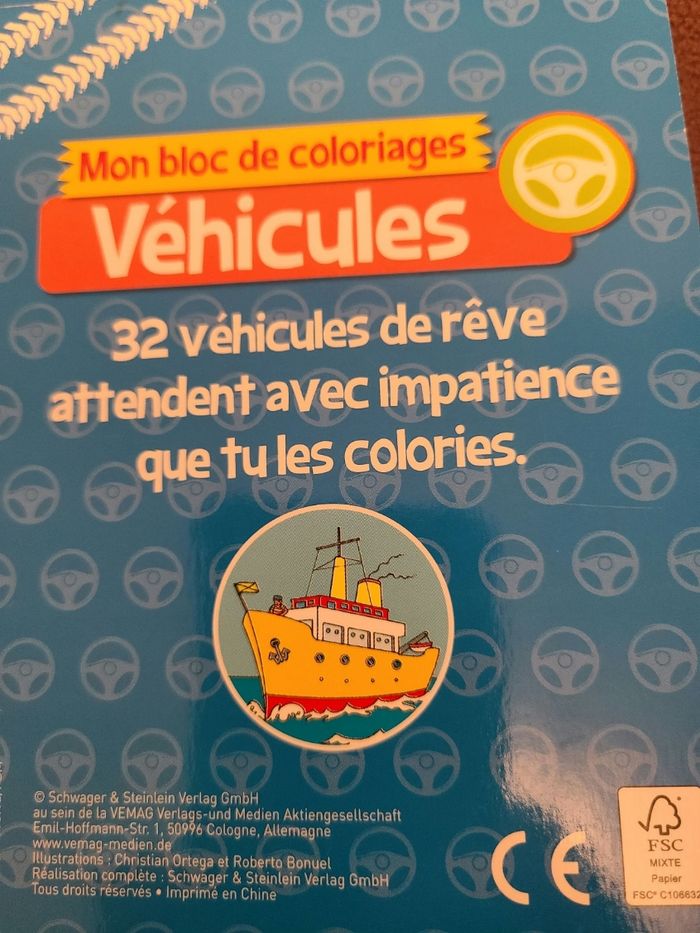 Mon bloc de coloriages
Véhicules
32 véhicules de rêve
attendent avec impatience
que tu les colories.
© Schwager & Steinlein Verlag GmbH
au sein de la VEMAG Verlags- und Medien Aktiengesellschaft
Emil-Hoffmann-Str. 1, 50996 Cologne, Allemagne
www.vemag-medien.de
Illustrations : Christian Ortega et Roberto Bonuel
Réalisation complète : Schwager & Steinlein Verlag GmbH
Tous droits réservés • Imprimé en Chine
CE
FSC
MIXTE
Papier
FSC® C106632